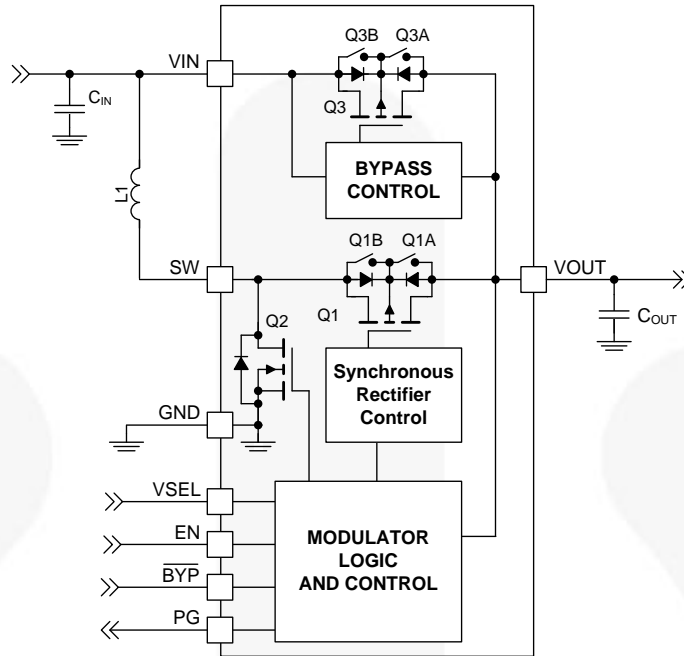 Q3B Q3A
VIN
C_IN
Q3
BYPASS
CONTROL
L1
Q1B Q1A
SW
VOUT
Q2
Q1
C_OUT
Synchronous
Rectifier
Control
GND
VSEL
EN
MODULATOR
LOGIC
AND CONTROL
BYP
PG